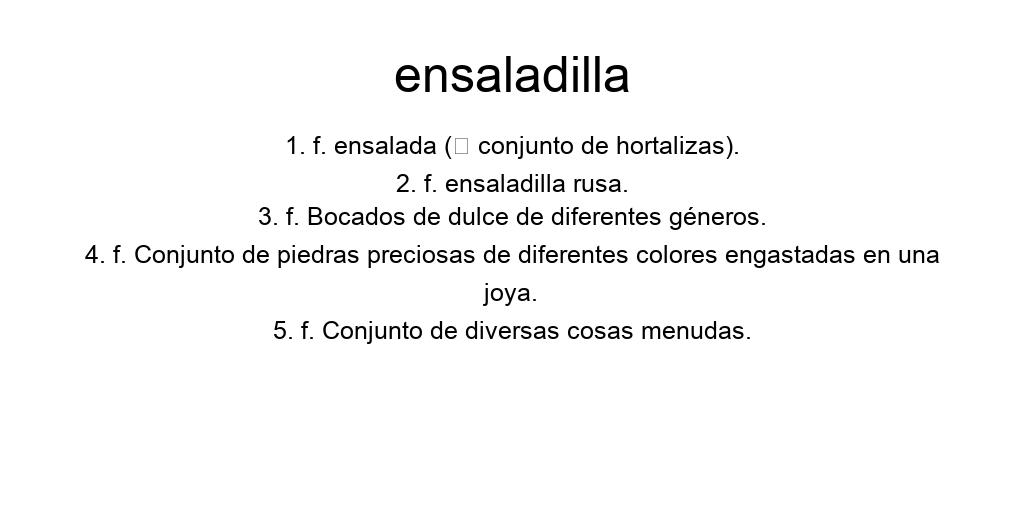 ensaladilla
1. f. ensalada (▯ conjunto de hortalizas).
2. f. ensaladilla rusa.
3. f. Bocados de dulce de diferentes géneros.
4. f. Conjunto de piedras preciosas de diferentes colores engastadas en una
joya.
5. f. Conjunto de diversas cosas menudas.